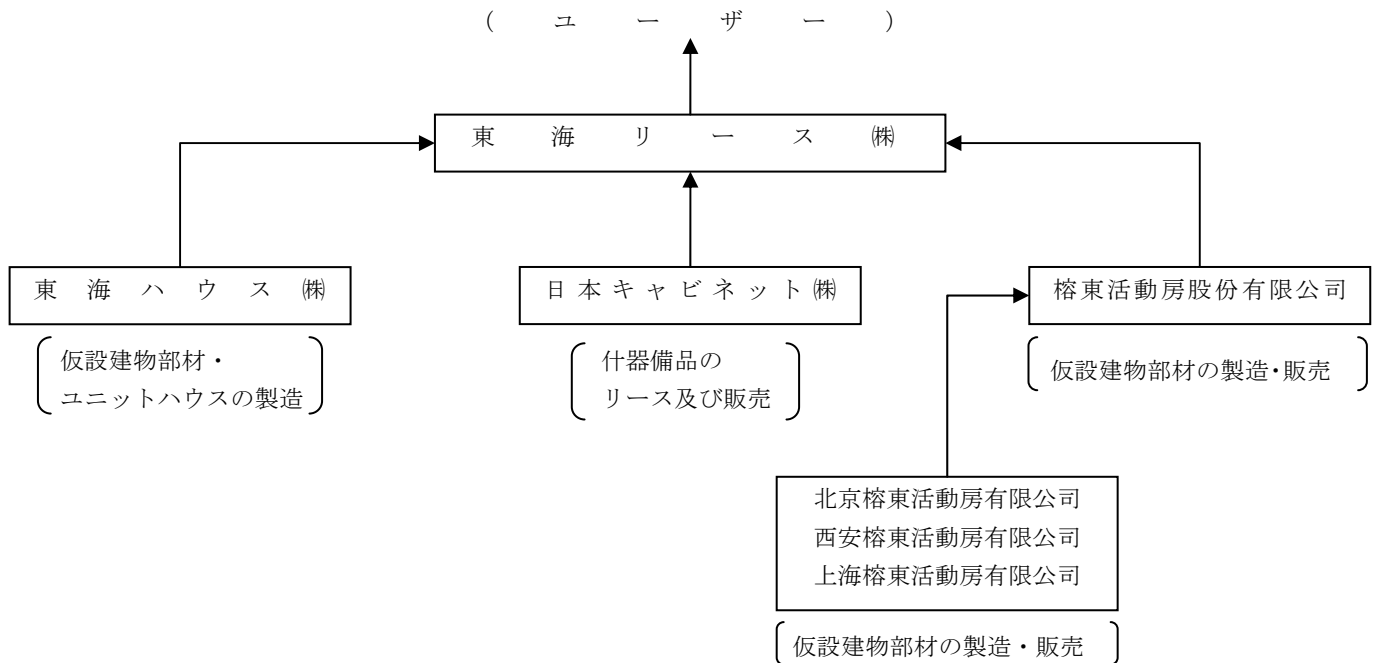 (ユーザー)
東海リース㈱
東海ハウス㈱
日本キャビネット㈱
榕東活動房股份有限公司
仮設建物部材・
ユニットハウスの製造
什器備品の
リース及び販売
仮設建物部材の製造・販売
北京榕東活動房有限公司
西安榕東活動房有限公司
上海榕東活動房有限公司
仮設建物部材の製造・販売